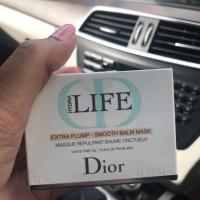 HYDRA
LIFE
EXTRA PLUMP - SMOOTH BALM MASK
MASQUE REPULPANT BAUME ONCTUEUX
WHITE PINE OIL - HUILE DE PIN BLANC
Dior